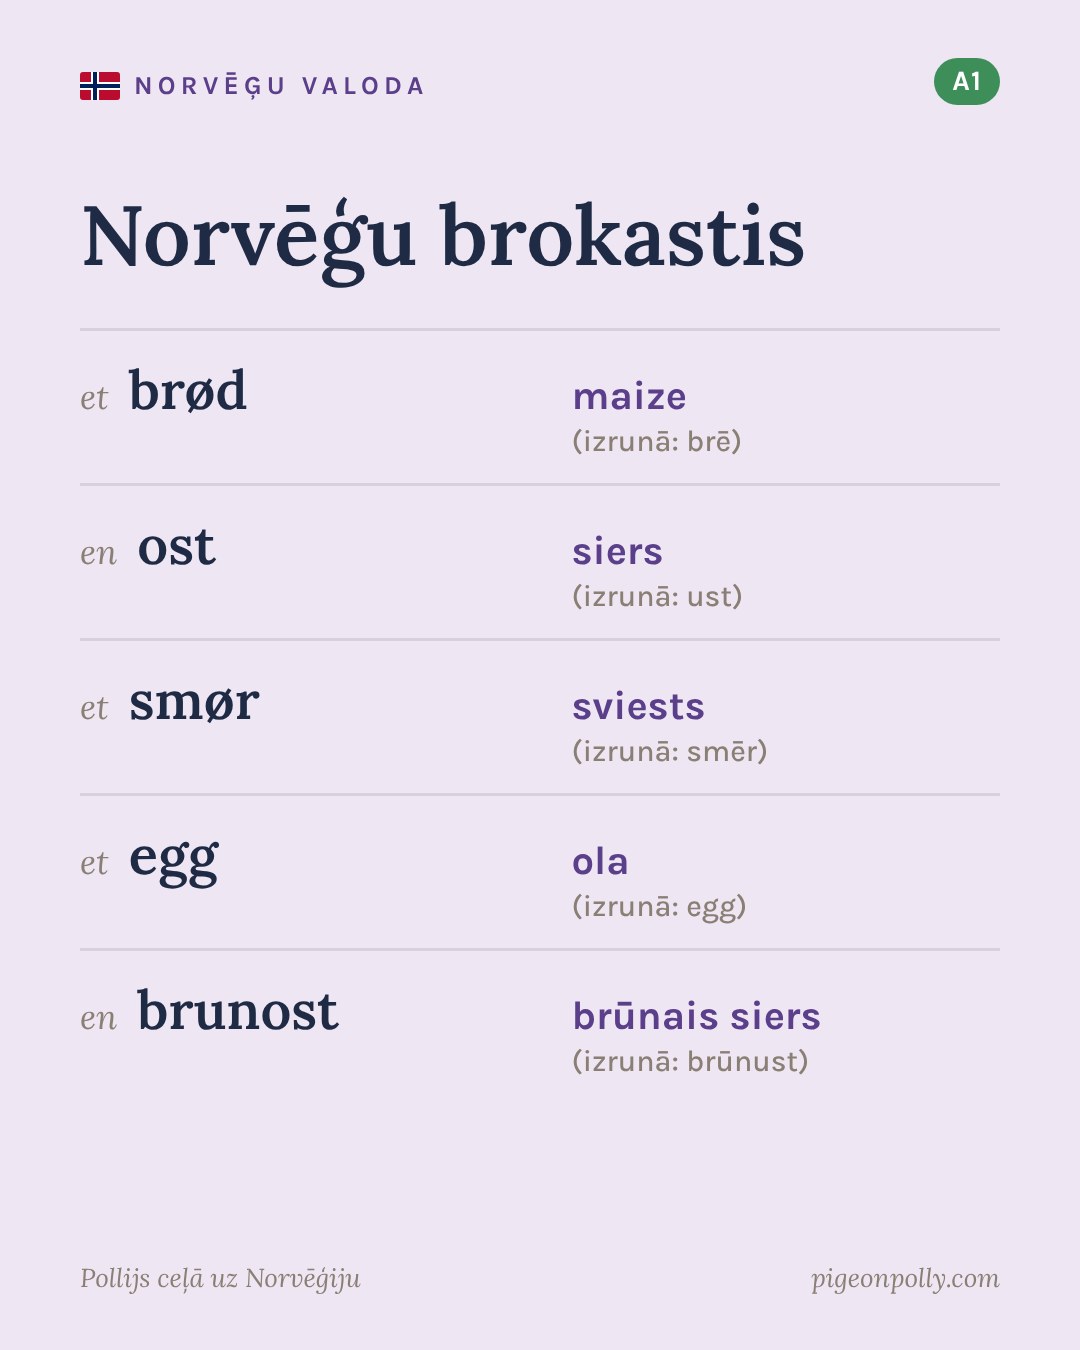 NORVĒĢU VALODA
A1
Norvēģu brokastis
et brød
maize
(izrunā: brē)
en ost
siers
(izrunā: ust)
et smør
sviests
(izrunā: smēr)
et egg
ola
(izrunā: egg)
en brunost
brūnais siers
(izrunā: brūnust)
Pollijs ceļā uz Norvēģiju
pigeonpolly.com